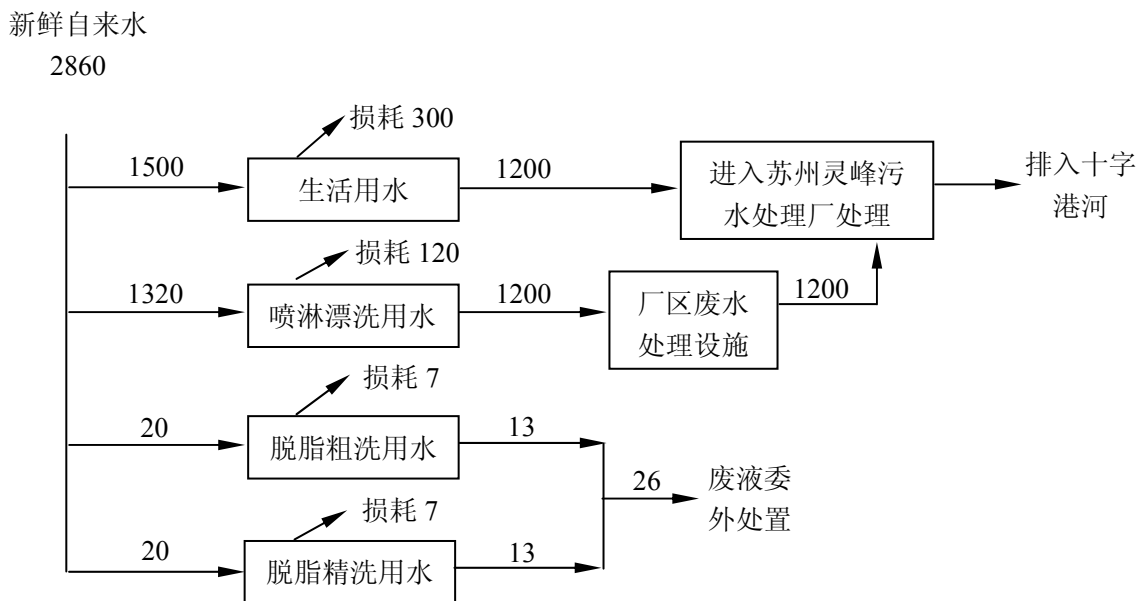 新鲜自来水
2860
损耗 300
1500
生活用水
1200
进入苏州灵峰污
水处理厂处理
排入十字
港河
损耗 120
1320
喷淋漂洗用水
1200
厂区废水
处理设施
1200
损耗 7
20
脱脂粗洗用水
13
26
废液委
外处置
损耗 7
20
脱脂精洗用水
13